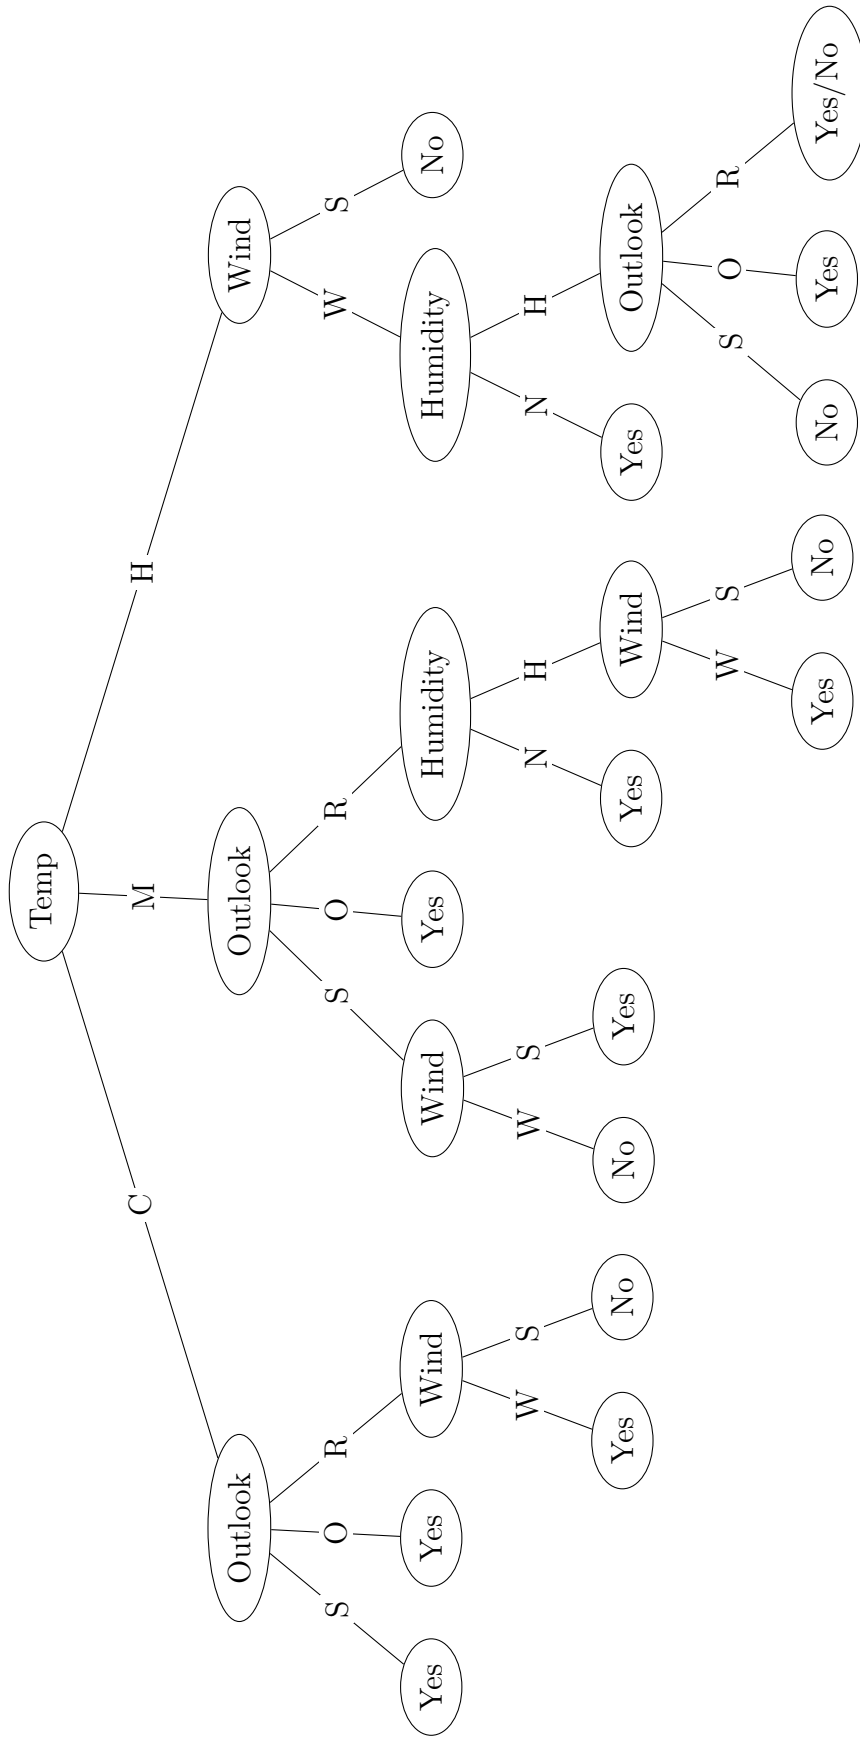 Temp
C
M
H
Outlook
Outlook
Wind
S
O
R
S
O
R
W
S
Yes
Yes
Wind
Wind
Yes
Humidity
Humidity
No
W
S
W
S
N
H
N
H
Yes
No
No
Yes
Yes
Wind
Yes
Outlook
W
S
S
O
R
Yes
No
No
Yes
Yes/No